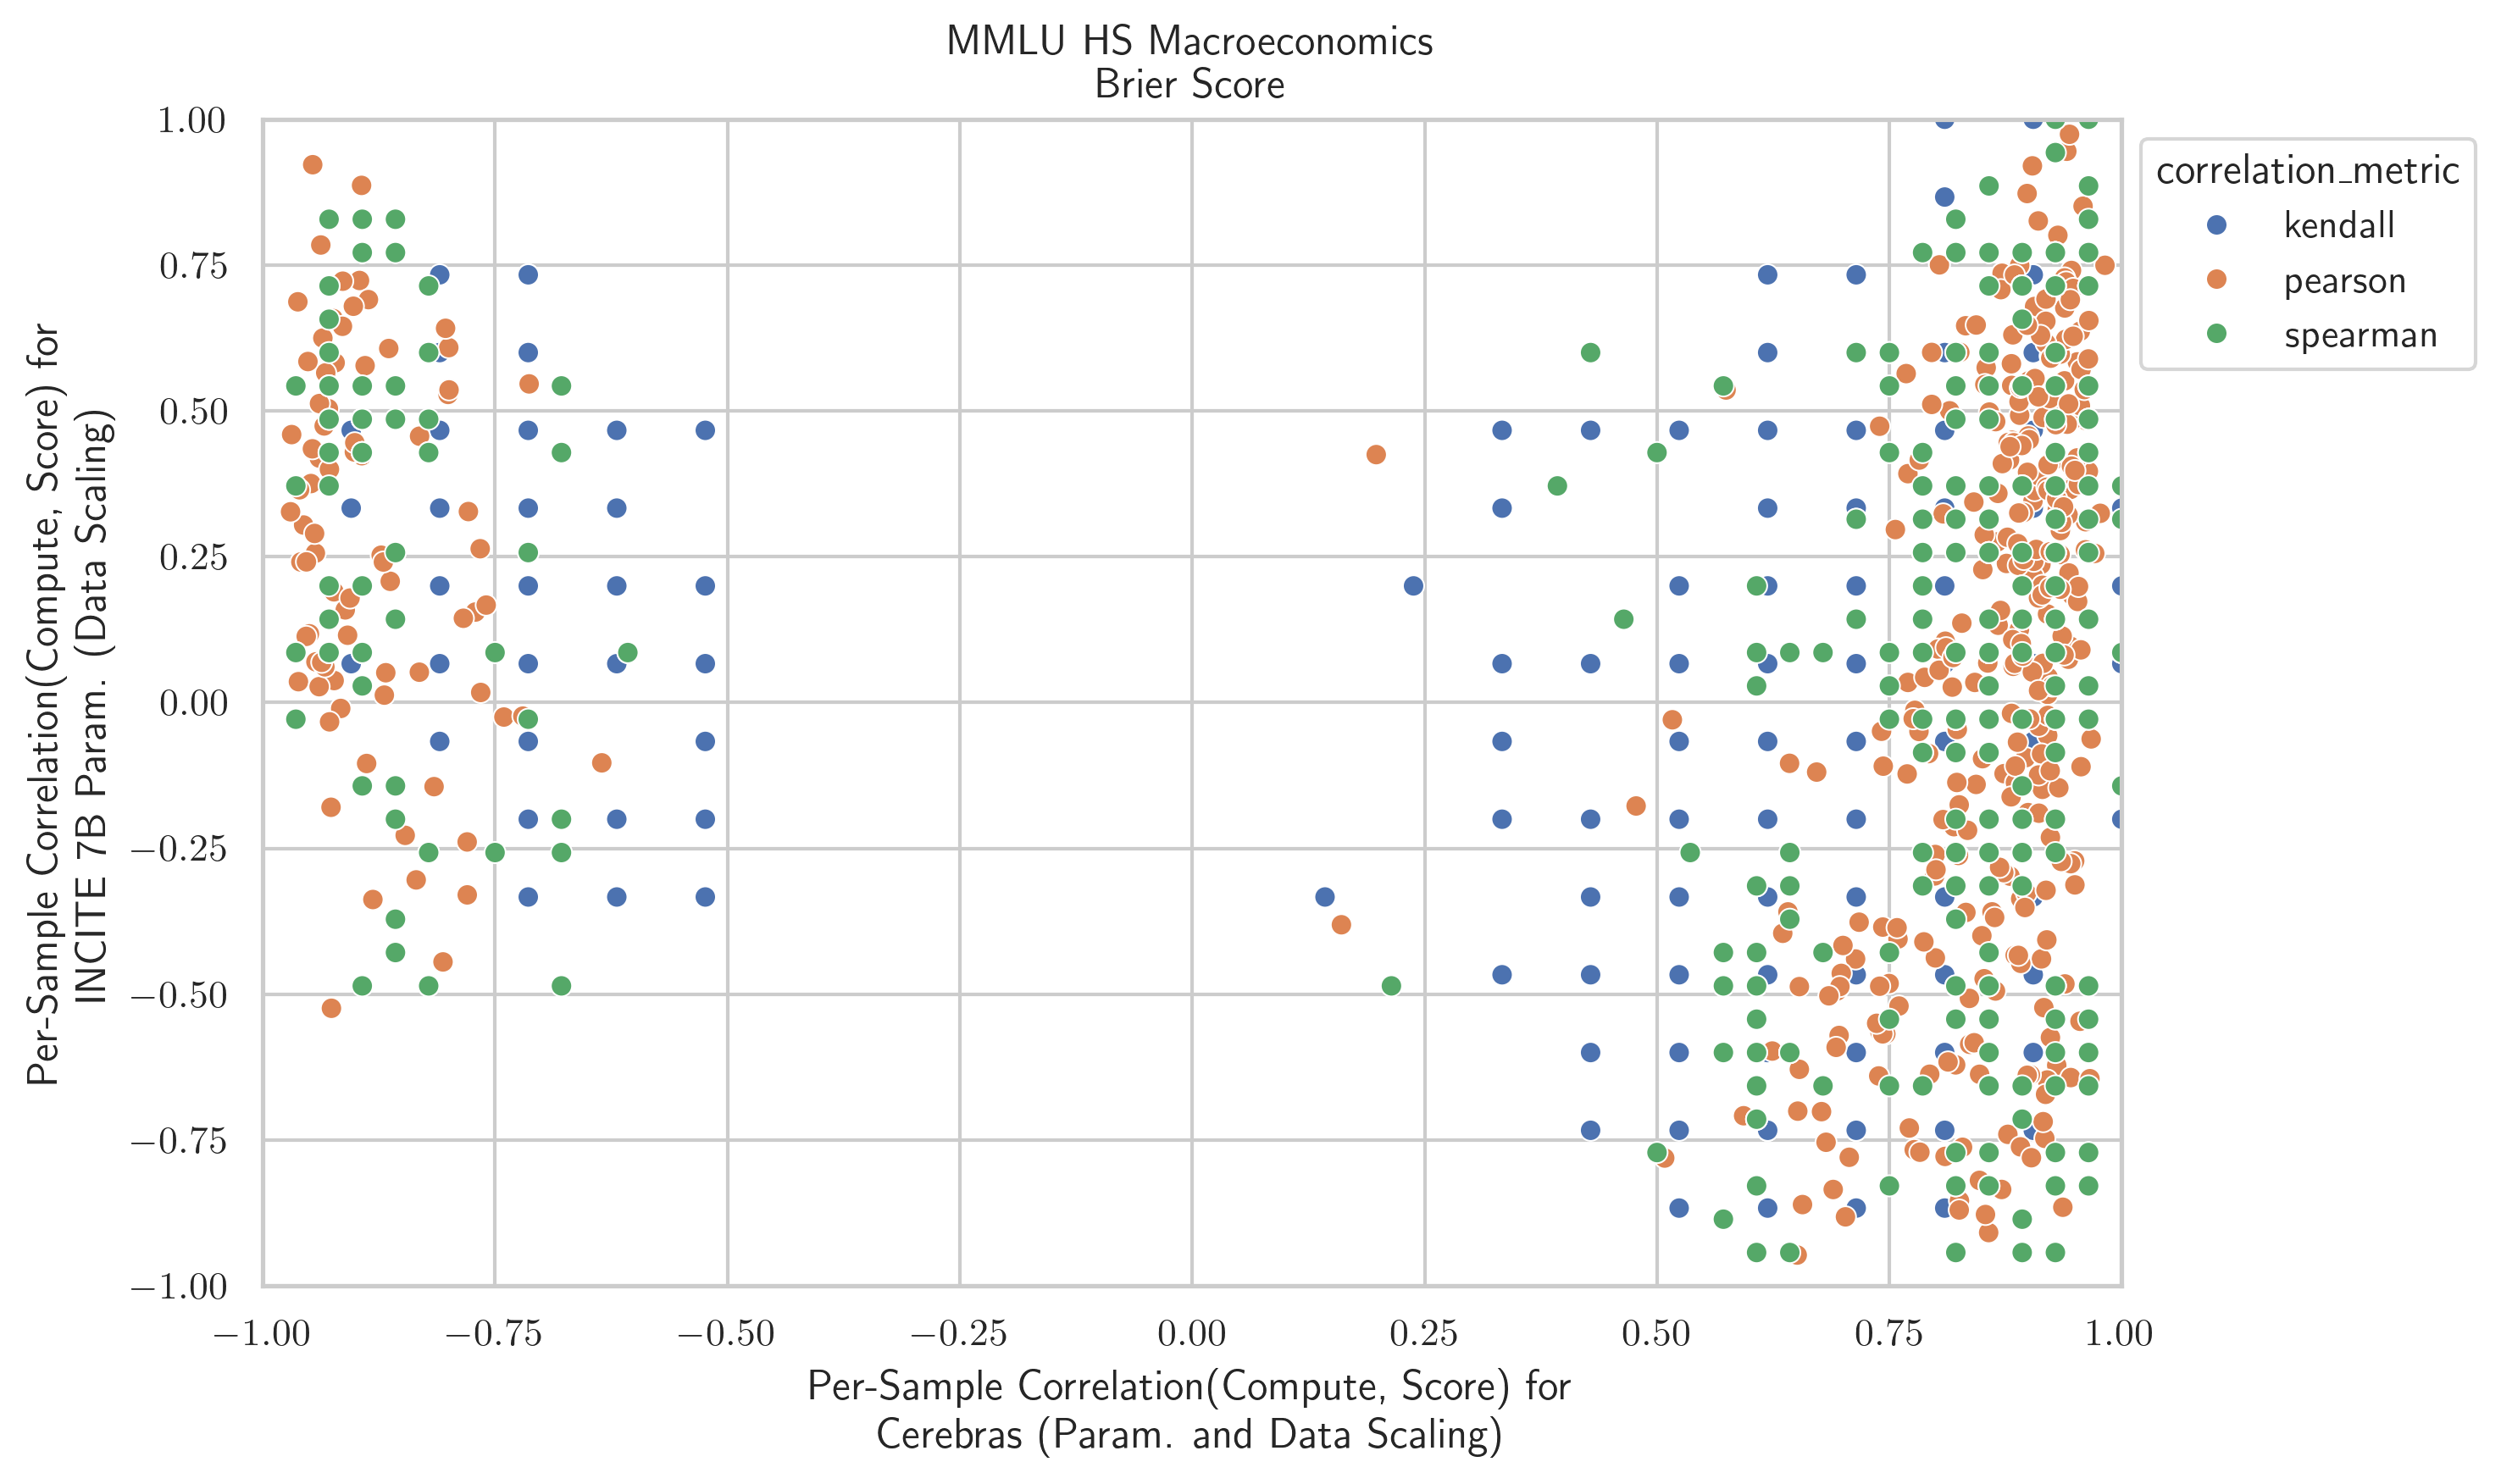 MMLU HS Macroeconomics
Brier Score
Per-Sample Correlation(Compute, Score) for
INCITE 7B Param. (Data Scaling)
1.00
0.75
0.50
0.25
0.00
−0.25
−0.50
−0.75
−1.00
−1.00 −0.75 −0.50 −0.25 0.00 0.25 0.50 0.75 1.00
Per-Sample Correlation(Compute, Score) for
Cerebras (Param. and Data Scaling)
correlation_metric
kendall
pearson
spearman